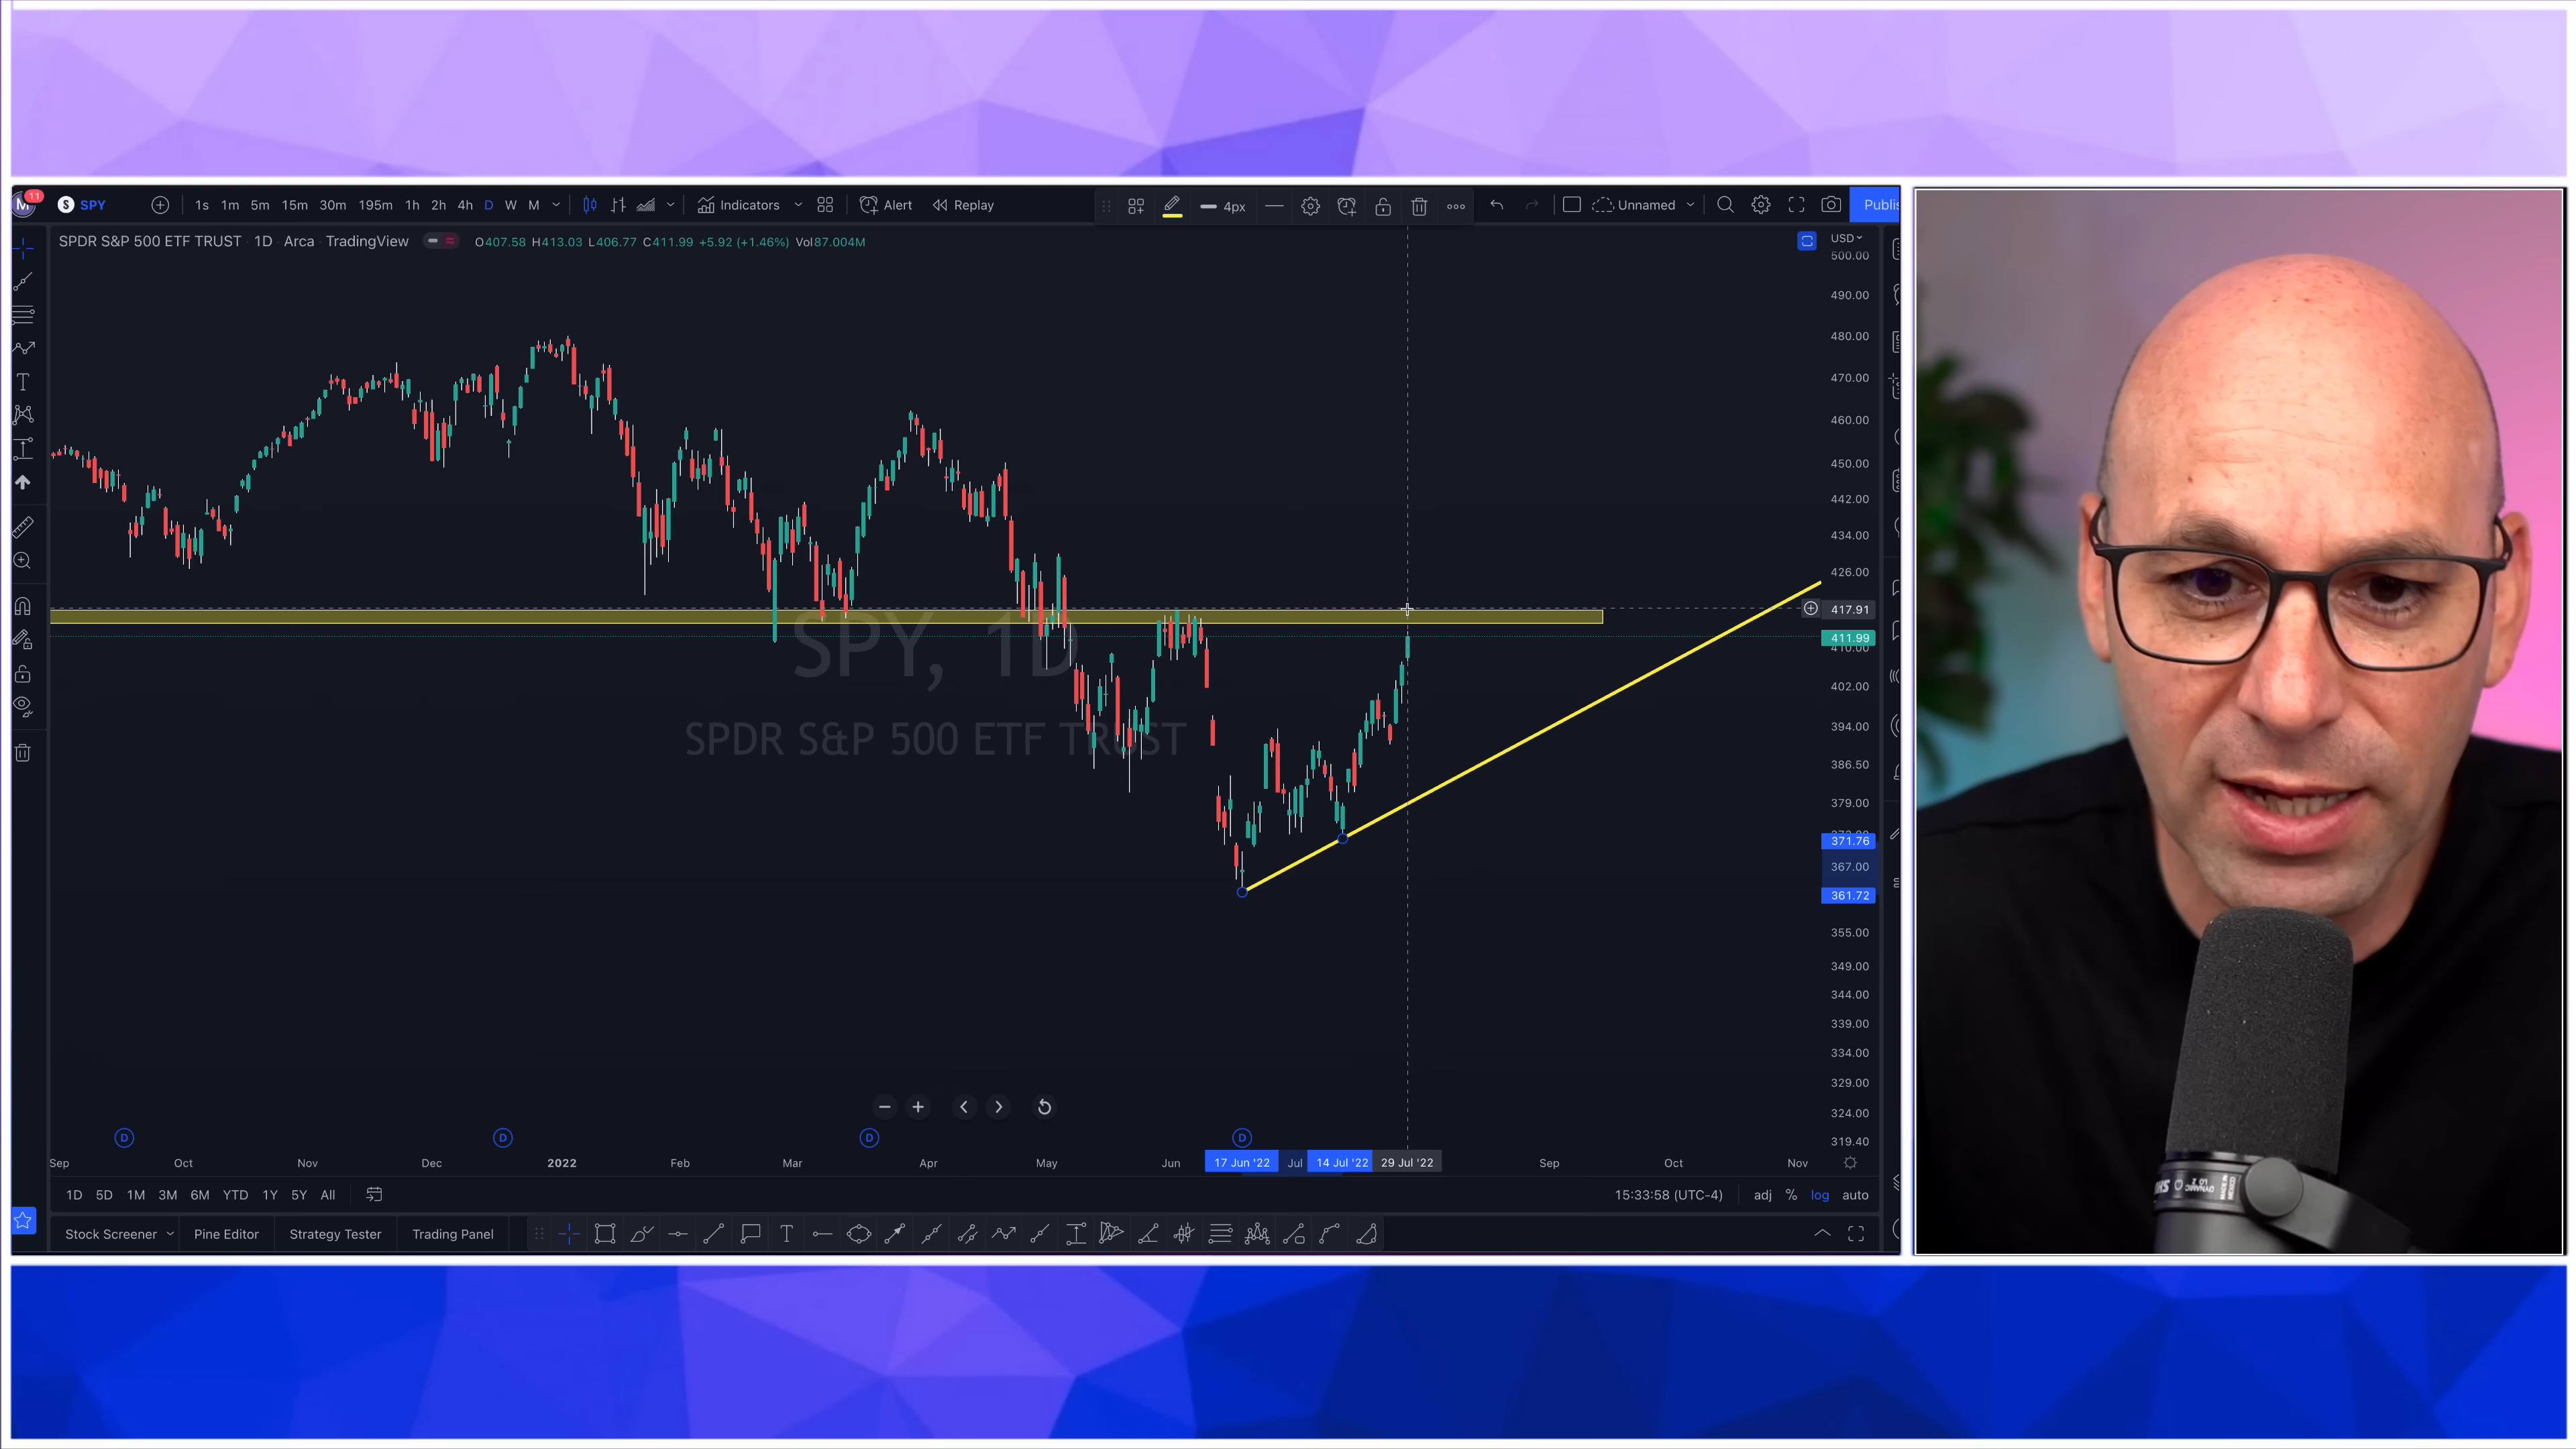 11
M
S SPY 1s 1m 5m 15m 30m 195m 1h 2h 4h D W M Indicators Alert Replay 4px Unnamed Publis
SPDR S&P 500 ETF TRUST · 1D · Arca · TradingView O407.58 H413.03 L406.77 C411.99 +5.92 (+1.46%) Vol87.004M
USD
500.00
490.00
480.00
470.00
460.00
450.00
442.00
434.00
426.00
417.91
411.99
410.00
402.00
394.00
386.50
379.00
371.76
367.00
361.72
355.00
349.00
344.00
339.00
334.00
329.00
324.00
319.40
SPY, 1D
SPDR S&P 500 ETF TRUST
D D D D
Sep Oct Nov Dec 2022 Feb Mar Apr May Jun 17 Jun '22 Jul 14 Jul '22 29 Jul '22 Sep Oct Nov
1D 5D 1M 3M 6M YTD 1Y 5Y All 15:33:58 (UTC-4) adj % log auto
Stock Screener Pine Editor Strategy Tester Trading Panel